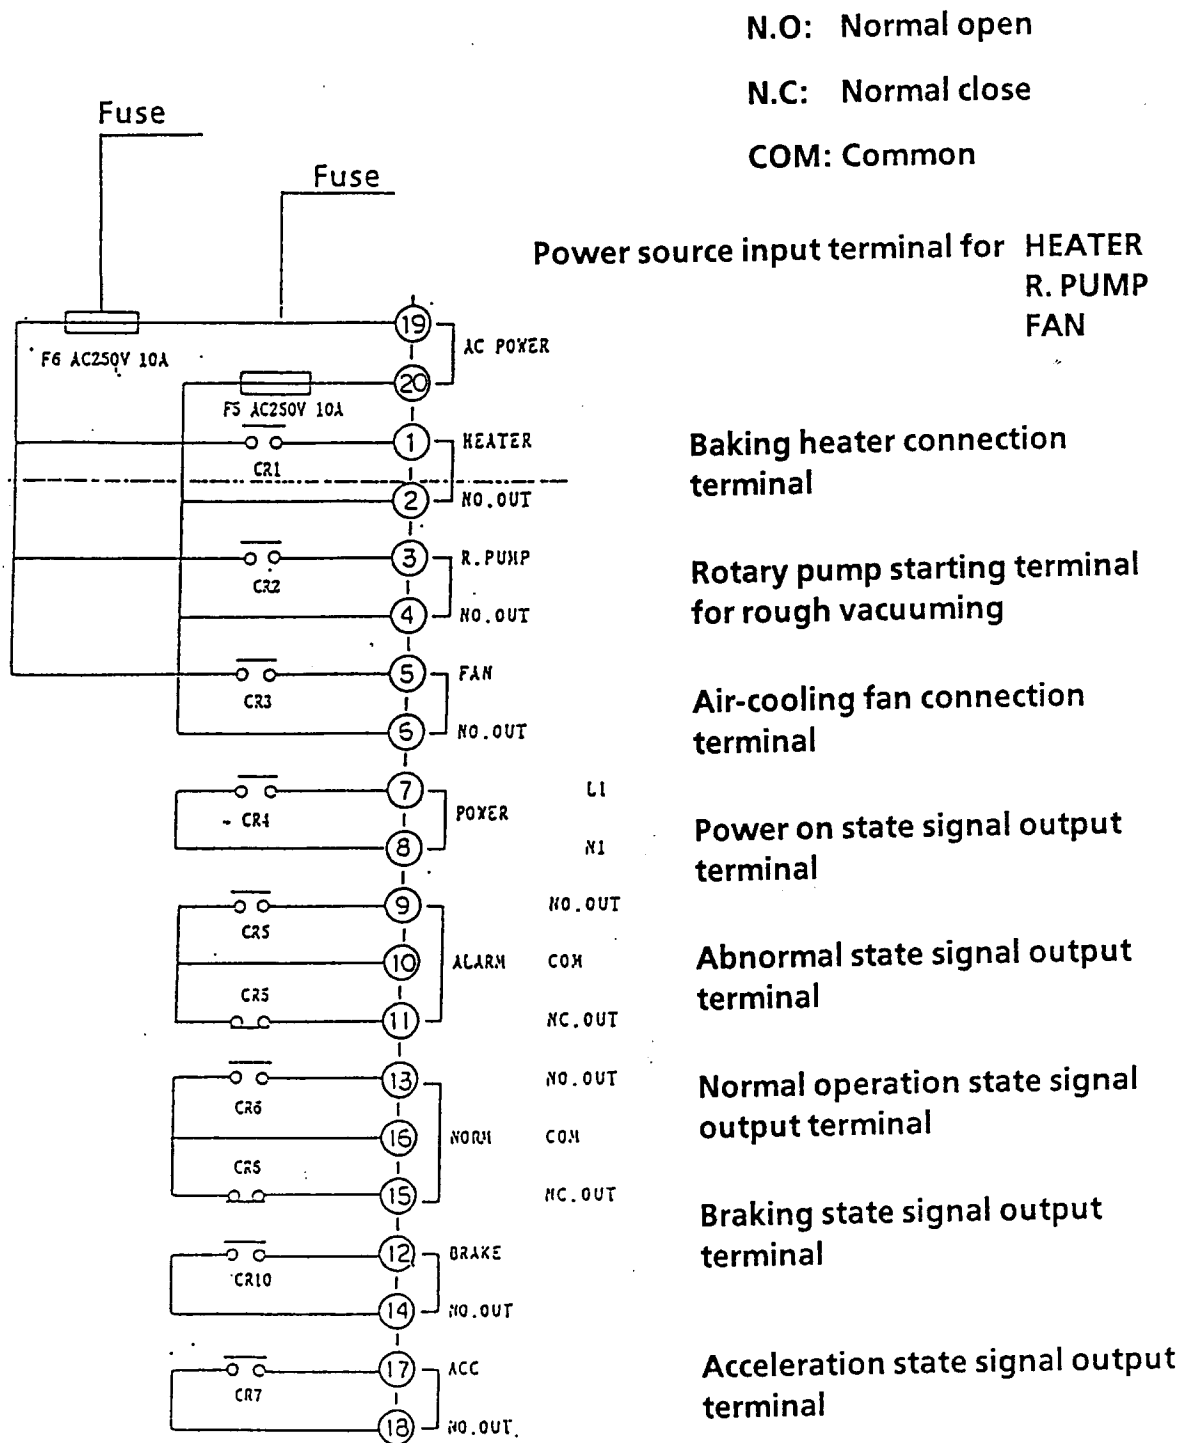 N.O: Normal open
N.C: Normal close
COM: Common
Fuse
Fuse
Power source input terminal for HEATER
R. PUMP
FAN
19
AC POWER
F6 AC250V 10A
20
F5 AC250V 10A
1 HEATER
CR1
Baking heater connection
terminal
2 NO.OUT
3 R.PUMP
CR2
Rotary pump starting terminal
for rough vacuuming
4 NO.OUT
5 FAN
CR3
Air-cooling fan connection
terminal
6 NO.OUT
7 L1
CR4
POWER
8 N1
Power on state signal output
terminal
9 NO.OUT
CR5
10 ALARM COM
Abnormal state signal output
terminal
CR5
11 NC.OUT
13 NO.OUT
CR6
Normal operation state signal
output terminal
16 NORM COM
15 NC.OUT
Braking state signal output
terminal
12 BRAKE
CR10
14 NO.OUT
17 ACC
CR7
Acceleration state signal output
terminal
18 NO.OUT